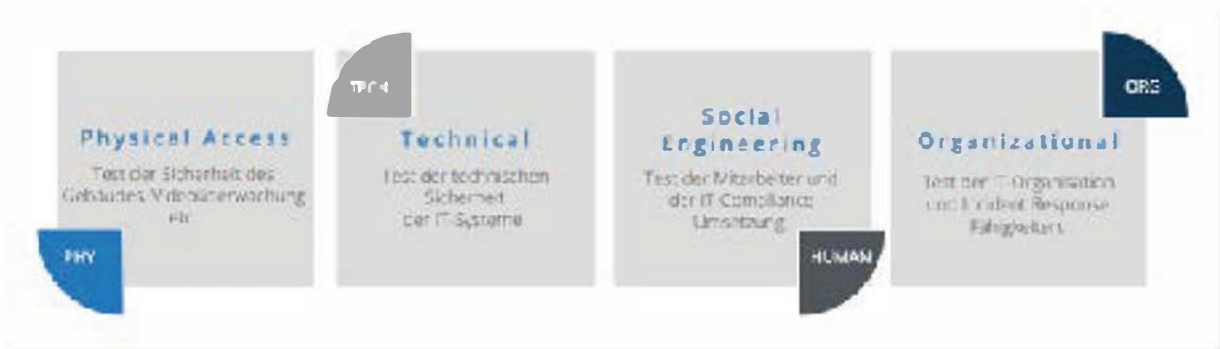 Physical Access
Test der Sicherheit des
Gebäudes, Videoüberwachung
etc.
PHY
TECH
Technical
Test der technischen
Sicherheit
der IT-Systeme
Social
Engineering
Test der Mitarbeiter und
der IT-Compliance
Umsetzung
HUMAN
ORG
Organizational
Test der IT-Organisation
und Incident Response
Fähigkeiten